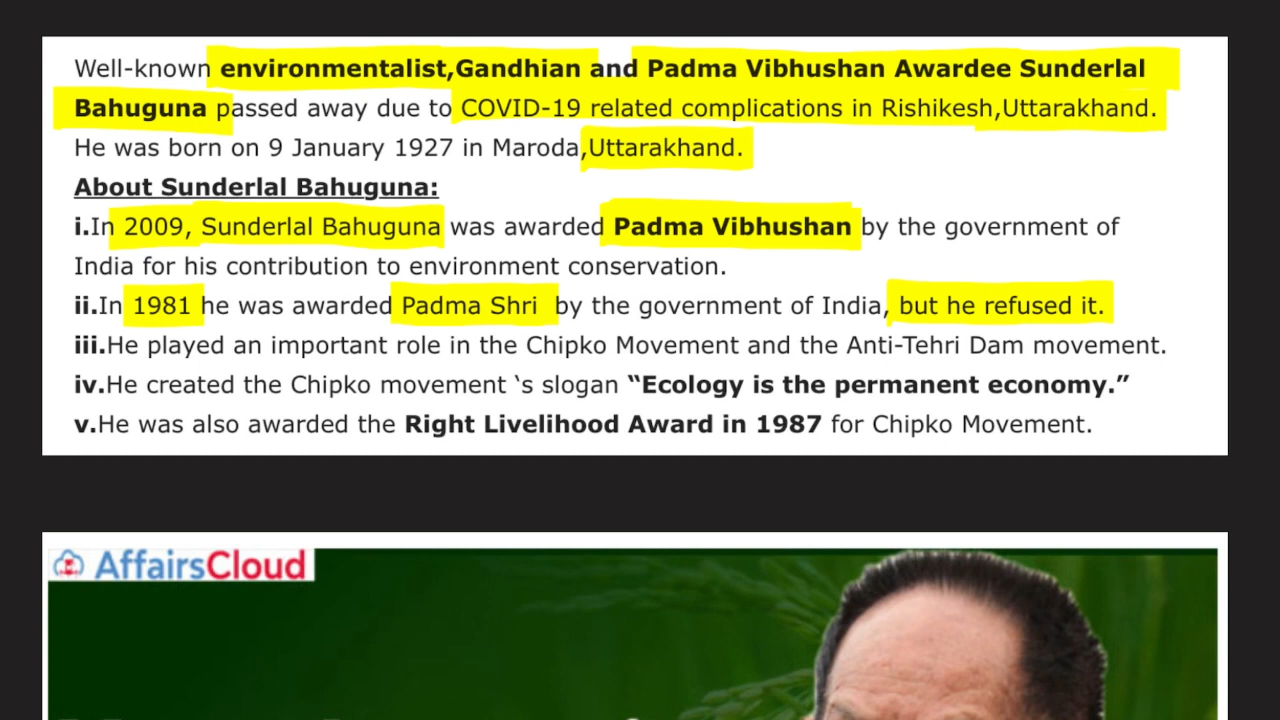 Well-known environmentalist,Gandhian and Padma Vibhushan Awardee Sunderlal
Bahuguna passed away due to COVID-19 related complications in Rishikesh,Uttarakhand.
He was born on 9 January 1927 in Maroda,Uttarakhand.
About Sunderlal Bahuguna:
i.In 2009, Sunderlal Bahuguna was awarded Padma Vibhushan by the government of
India for his contribution to environment conservation.
ii.In 1981 he was awarded Padma Shri by the government of India, but he refused it.
iii.He played an important role in the Chipko Movement and the Anti-Tehri Dam movement.
iv.He created the Chipko movement ‘s slogan “Ecology is the permanent economy.”
v.He was also awarded the Right Livelihood Award in 1987 for Chipko Movement.
AffairsCloud